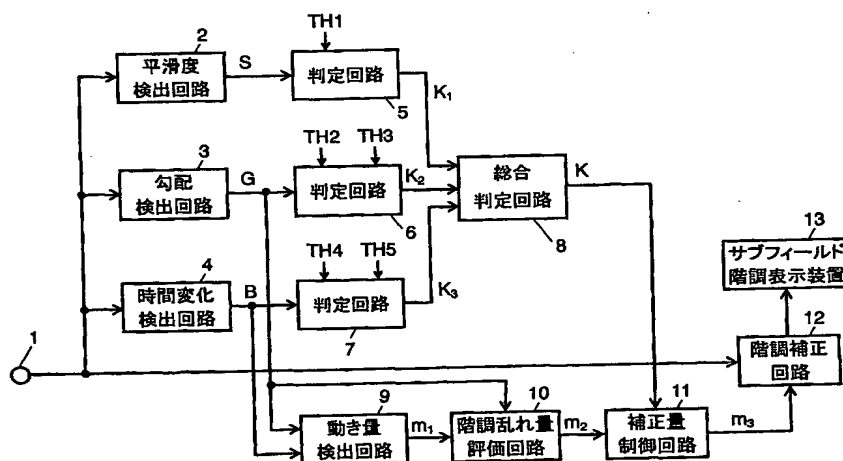 TH1
2
平滑度
検出回路
S
判定回路
5
K₁
TH2
TH3
3
勾配
検出回路
G
判定回路
6
K₂
総合
判定回路
8
K
TH4
TH5
4
時間変化
検出回路
B
判定回路
7
K₃
13
サブフィールド
階調表示装置
1
12
階調補正
回路
9
動き量
検出回路
m₁
10
階調乱れ量
評価回路
m₂
11
補正量
制御回路
m₃